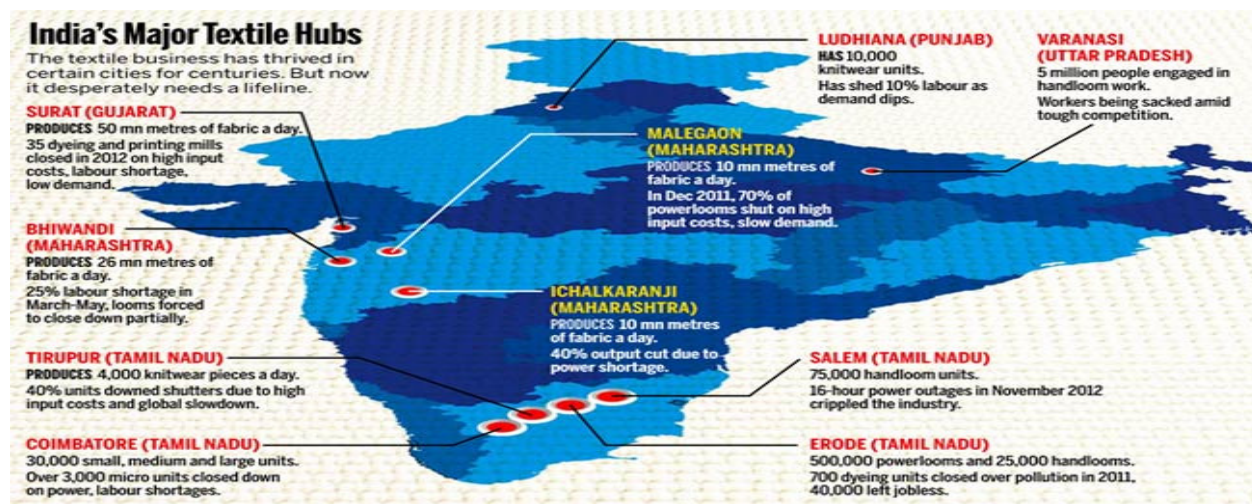 India's Major Textile Hubs
The textile business has thrived in
certain cities for centuries. But now
it desperately needs a lifeline.
SURAT (GUJARAT)
PRODUCES 50 mn metres of fabric a day.
35 dyeing and printing mills
closed in 2012 on high input
costs, labour shortage,
low demand.
BHIWANDI
(MAHARASHTRA)
PRODUCES 26 mn metres of
fabric a day.
25% labour shortage in
March-May, looms forced
to close down partially.
TIRUPUR (TAMIL NADU)
PRODUCES 4,000 knitwear pieces a day.
40% units downed shutters due to high
input costs and global slowdown.
COIMBATORE (TAMIL NADU)
30,000 small, medium and large units.
Over 3,000 micro units closed down
on power, labour shortages.
LUDHIANA (PUNJAB)
HAS 10,000
knitwear units.
Has shed 10% labour as
demand dips.
VARANASI
(UTTAR PRADESH)
5 million people engaged in
handloom work.
Workers being sacked amid
tough competition.
MALEGAON
(MAHARASHTRA)
PRODUCES 10 mn metres of
fabric a day.
In Dec 2011, 70% of
powerlooms shut on high
input costs, slow demand.
ICHALKARANJI
(MAHARASHTRA)
PRODUCES 10 mn metres
of fabric a day.
40% output cut due to
power shortage.
SALEM (TAMIL NADU)
75,000 handloom units.
16-hour power outages in November 2012
crippled the industry.
ERODE (TAMIL NADU)
500,000 powerlooms and 25,000 handlooms.
700 dyeing units closed over pollution in 2011,
40,000 left jobless.